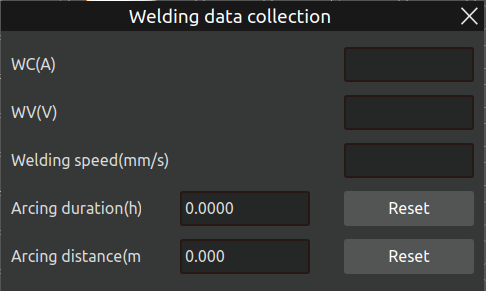 Welding data collection
WC(A)
WV(V)
Welding speed(mm/s)
Arcing duration(h) 0.0000 Reset
Arcing distance(m 0.000 Reset